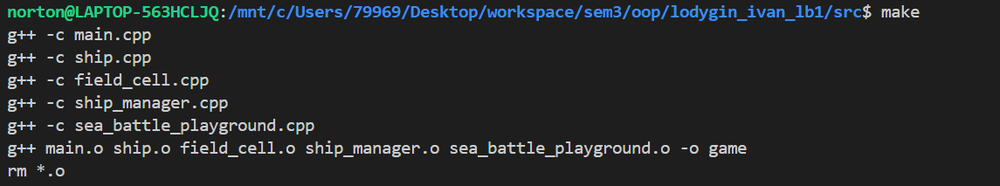 norton@LAPTOP-563HCLJQ:/mnt/c/Users/79969/Desktop/workspace/sem3/oop/lodygin_ivan_lb1/src$ make
g++ -c main.cpp
g++ -c ship.cpp
g++ -c field_cell.cpp
g++ -c ship_manager.cpp
g++ -c sea_battle_playground.cpp
g++ main.o ship.o field_cell.o ship_manager.o sea_battle_playground.o -o game
rm *.o